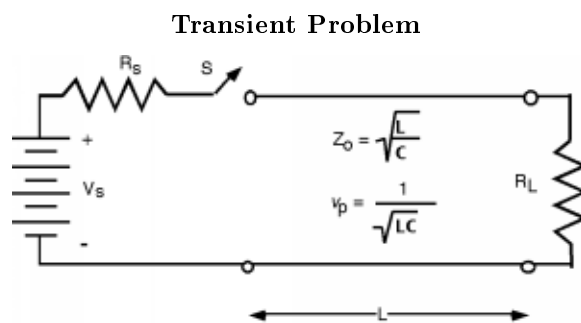 Transient Problem
Rs
S
Zo = √L/C
+
Vs
RL
vp = 1/√LC
-
L